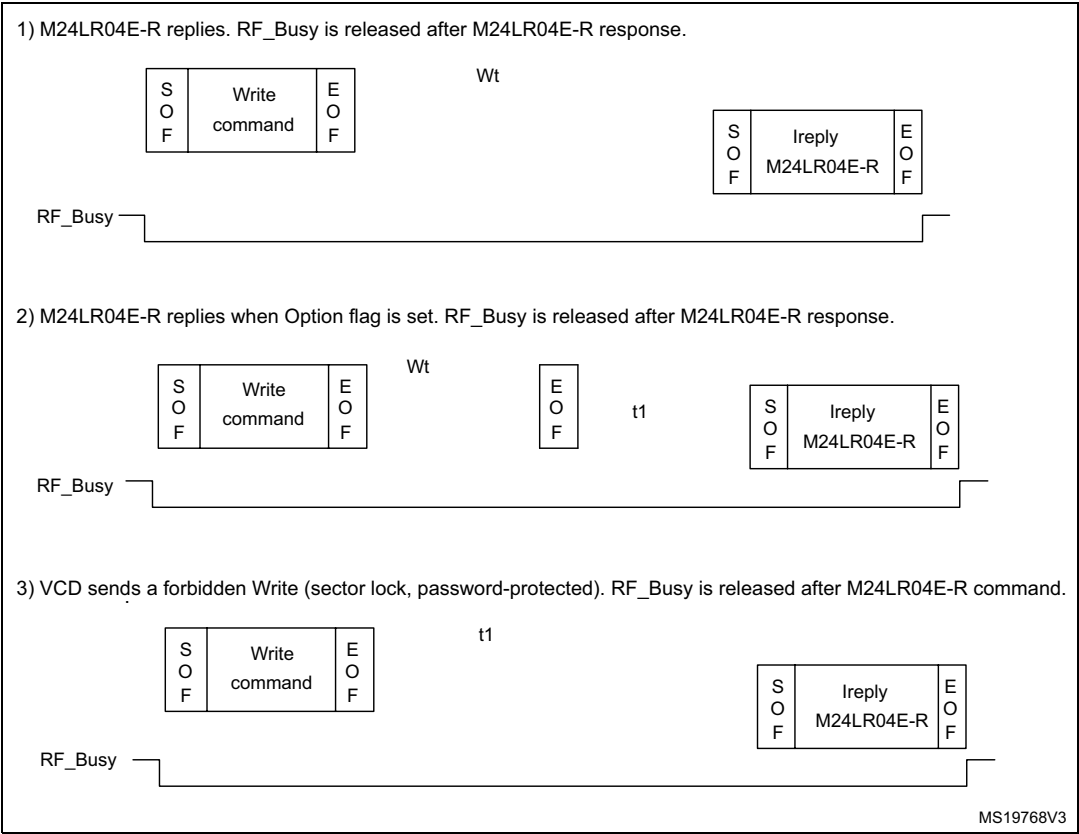 1) M24LR04E-R replies. RF_Busy is released after M24LR04E-R response.
S
O
F
Write
command
E
O
F
Wt
S
O
F
Ireply
M24LR04E-R
E
O
F
RF_Busy
2) M24LR04E-R replies when Option flag is set. RF_Busy is released after M24LR04E-R response.
S
O
F
Write
command
E
O
F
Wt
E
O
F
t1
S
O
F
Ireply
M24LR04E-R
E
O
F
RF_Busy
3) VCD sends a forbidden Write (sector lock, password-protected). RF_Busy is released after M24LR04E-R command.
S
O
F
Write
command
E
O
F
t1
S
O
F
Ireply
M24LR04E-R
E
O
F
RF_Busy
MS19768V3